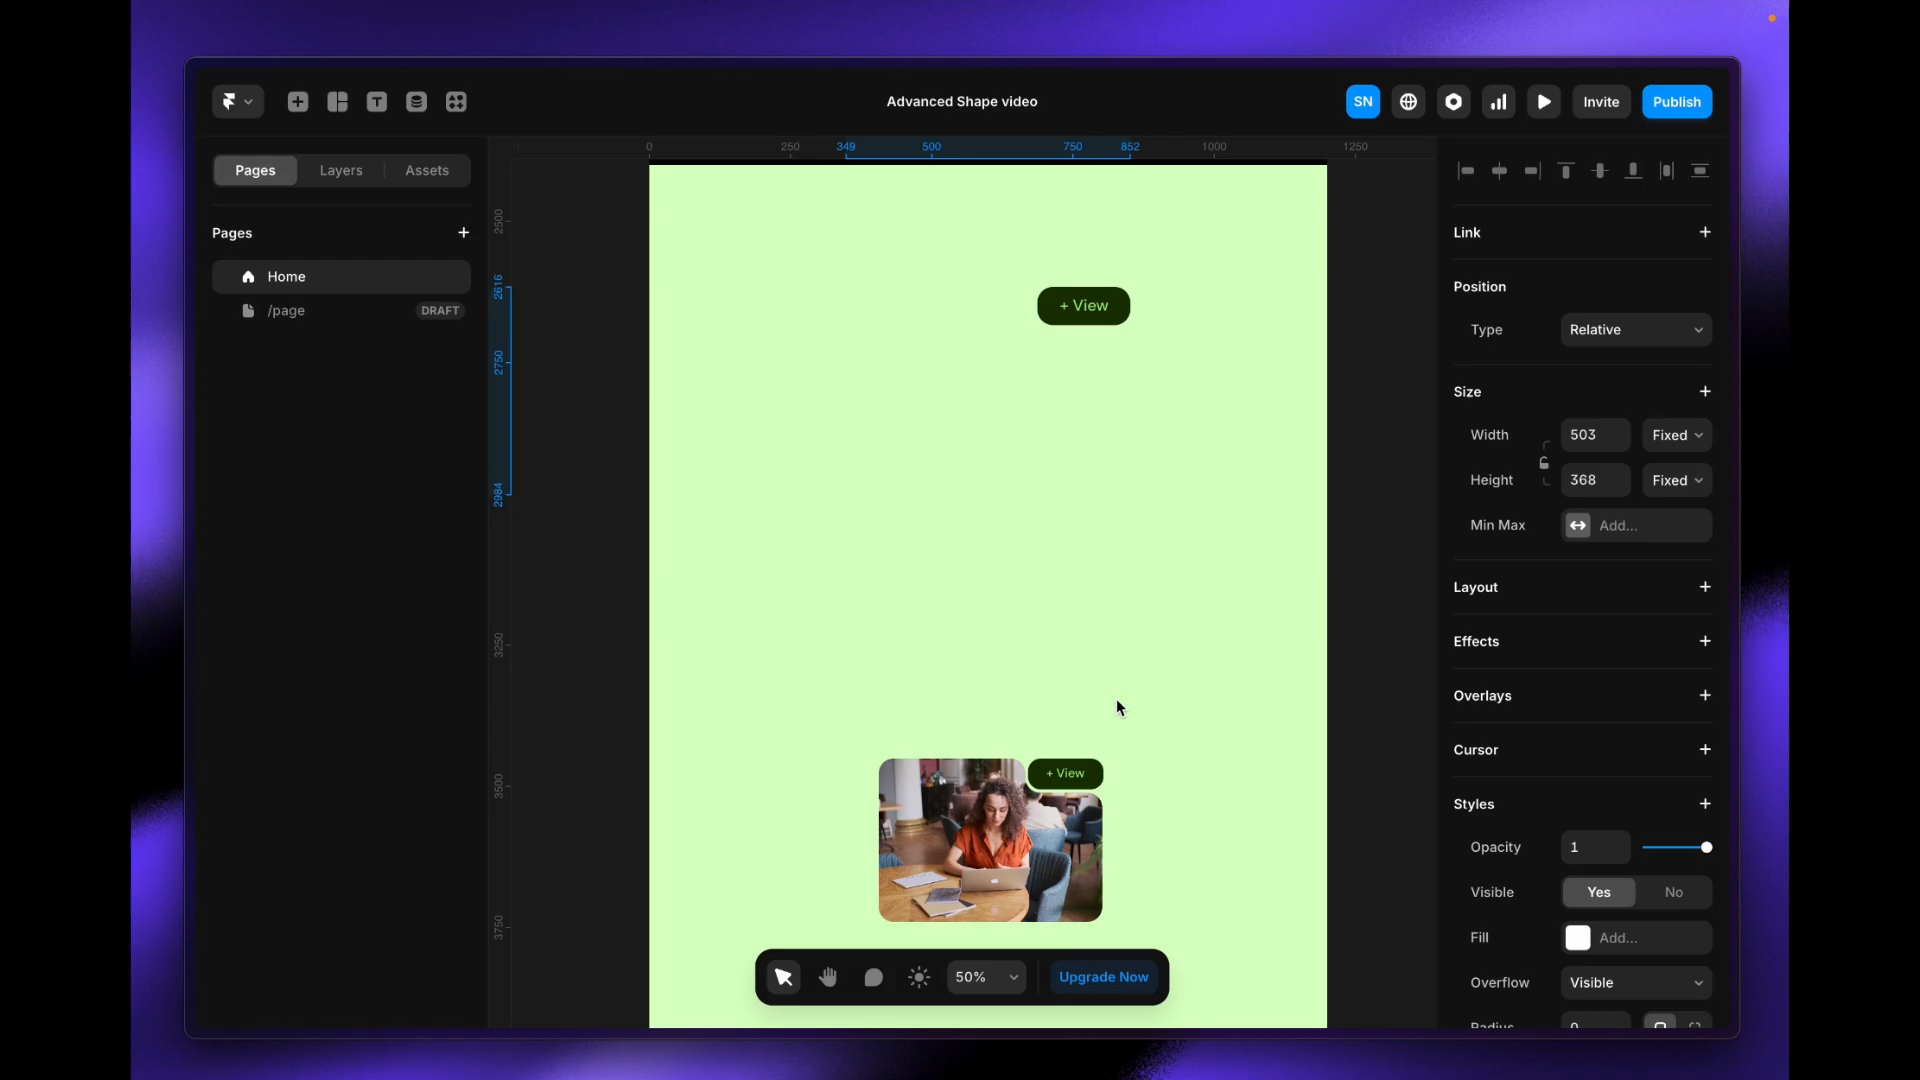 Advanced Shape video
SN
Invite
Publish
Pages
Layers
Assets
Pages
Home
/page
DRAFT
0
250
349
500
750
852
1000
1250
2500
2616
2750
2984
3250
3500
3750
+ View
+ View
50%
Upgrade Now
Link
Position
Type
Relative
Size
Width
503
Fixed
Height
368
Fixed
Min Max
Add...
Layout
Effects
Overlays
Cursor
Styles
Opacity
1
Visible
Yes
No
Fill
Add...
Overflow
Visible
Radius
0